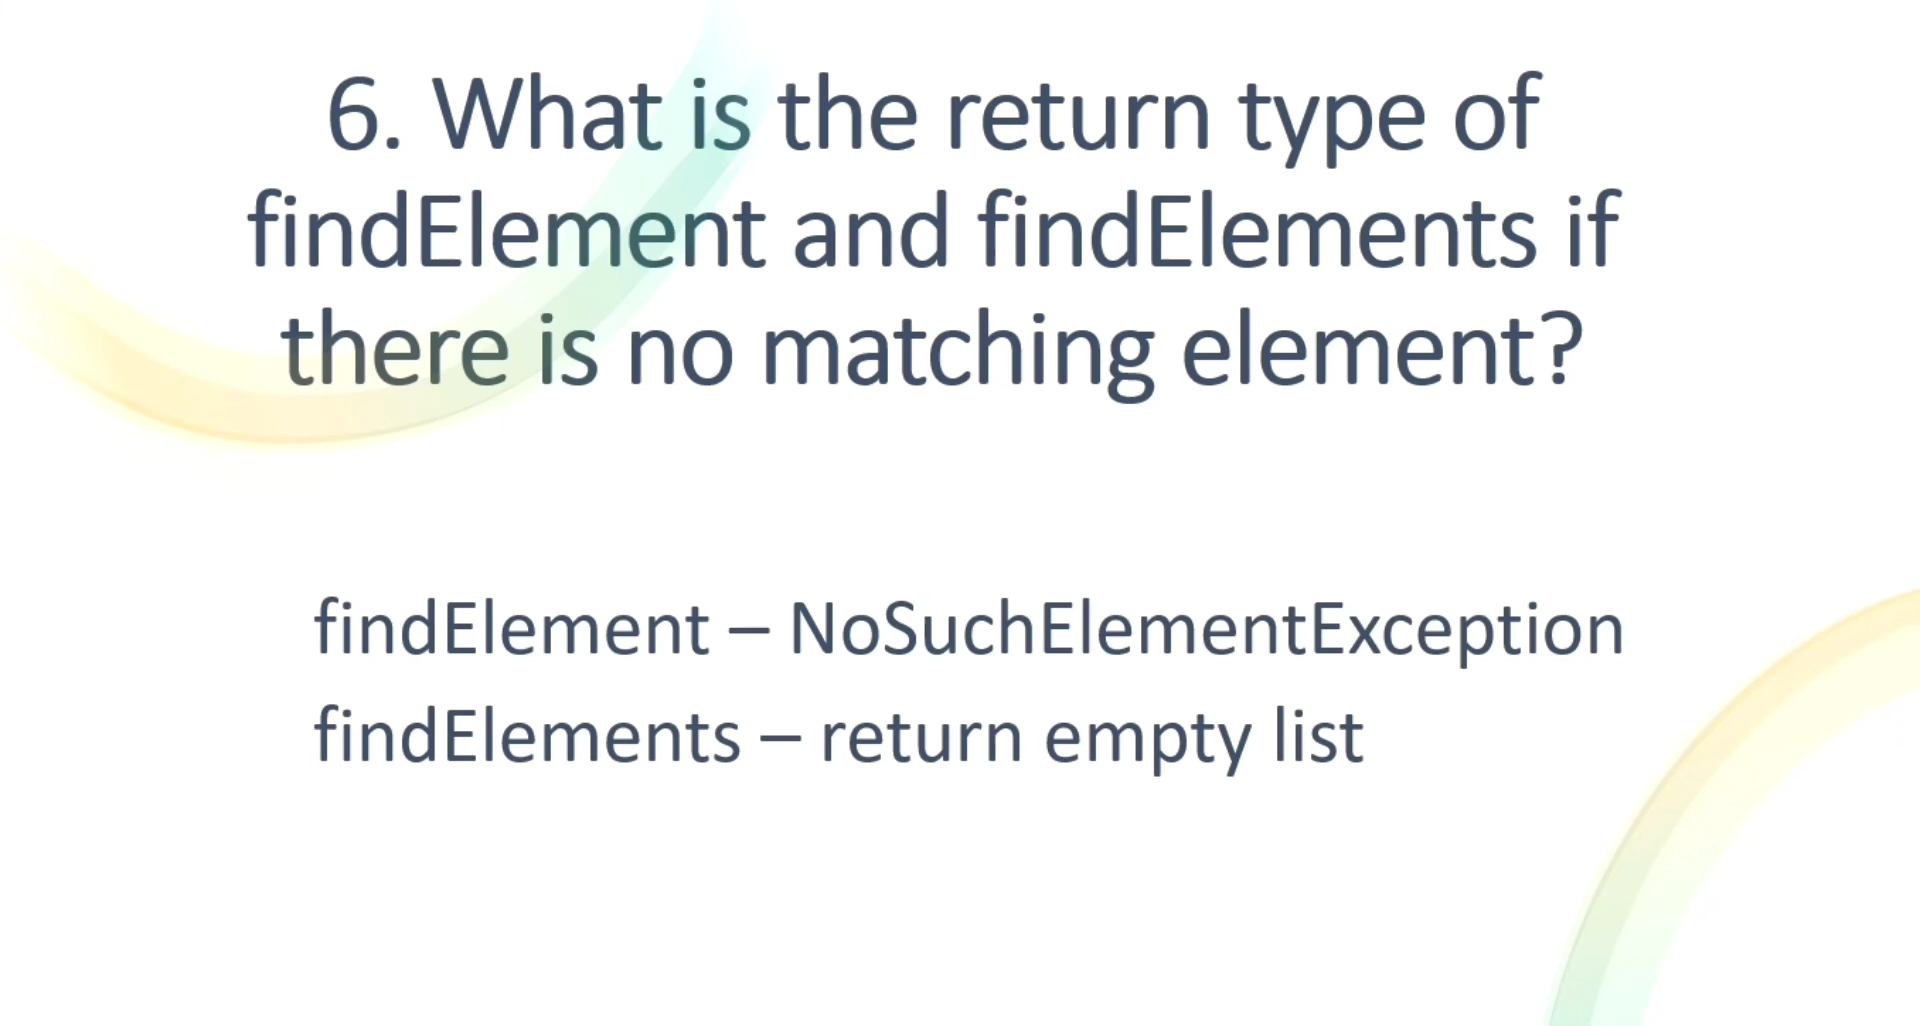 6. What is the return type of
findElement and findElements if
there is no matching element?
findElement – NoSuchElementException
findElements – return empty list